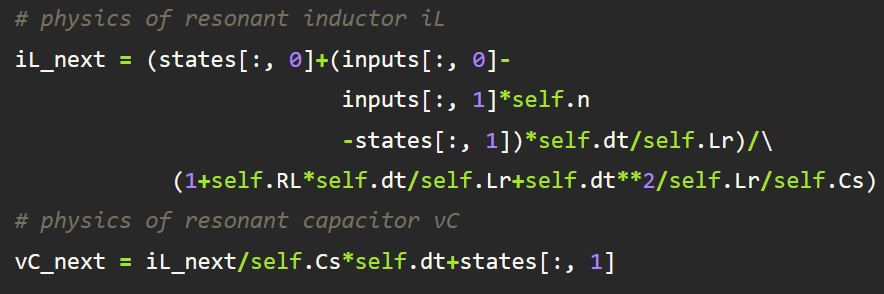 # physics of resonant inductor iL
iL_next = (states[:, 0]+(inputs[:, 0]-
inputs[:, 1]*self.n
-states[:, 1])*self.dt/self.Lr)/\
(1+self.RL*self.dt/self.Lr+self.dt**2/self.Lr/self.Cs)
# physics of resonant capacitor vC
vC_next = iL_next/self.Cs*self.dt+states[:, 1]